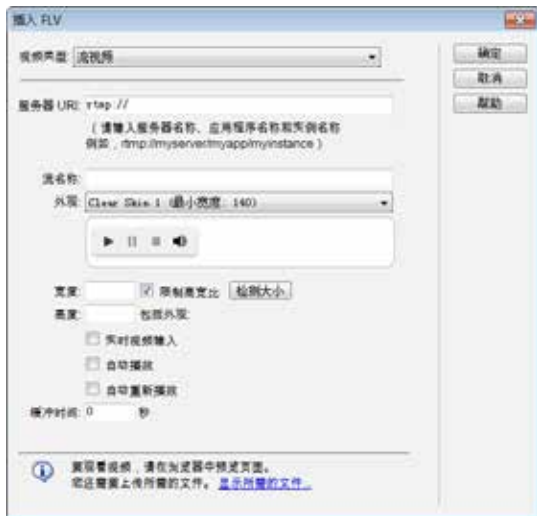 插入 FLV
视频类型: 流视频
确定
取消
帮助
服务器 URI: rtmp://
（请输入服务器名称、应用程序名称和实例名称
例如，rtmp://myserver/myapp/myinstance）
流名称:
外观: Clear Skin 1 (最小宽度: 140)
宽度: 限制高宽比 检测大小
高度: 包括外观:
实时视频输入
自动播放
自动重新播放
缓冲时间: 0 秒
要观看视频，请在浏览器中预览页面。
您还需要上传所需的文件。 显示所需的文件...